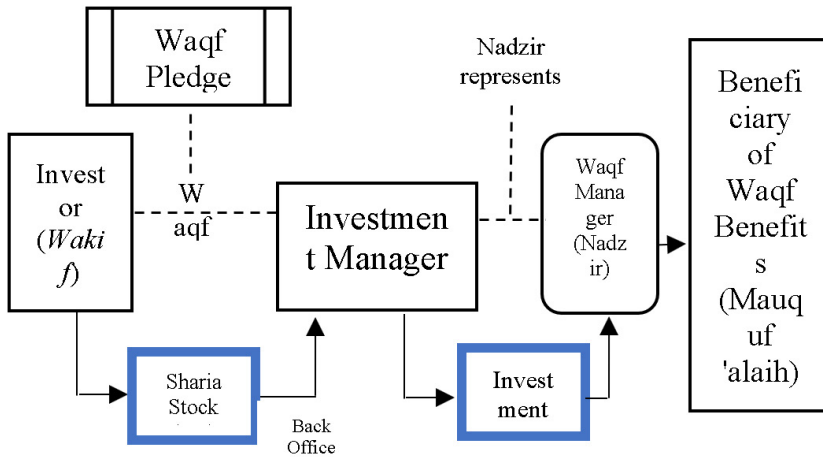 Waqf
Pledge
Nadzir
represents
Investor
or
(Waki
f)
W
aqf
Investmen
t Manager
Waqf
Mana
ger
(Nadz
ir)
Benefi
ciary
of
Waqf
Benefit
s
(Mauq
uf
'alaih)
Sharia
Stock
Back
Office
Invest
ment